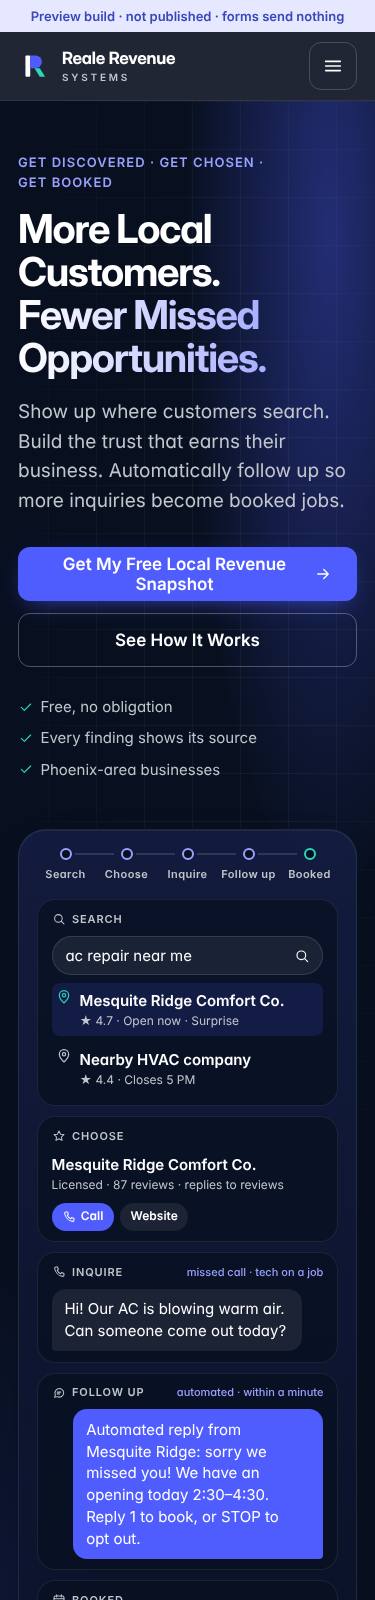 Preview build · not published · forms send nothing
Reale Revenue
SYSTEMS
GET DISCOVERED · GET CHOSEN ·
GET BOOKED
More Local
Customers.
Fewer Missed
Opportunities.
Show up where customers search.
Build the trust that earns their
business. Automatically follow up so
more inquiries become booked jobs.
Get My Free Local Revenue
Snapshot
See How It Works
Free, no obligation
Every finding shows its source
Phoenix-area businesses
Search Choose Inquire Follow up Booked
SEARCH
ac repair near me
Mesquite Ridge Comfort Co.
★ 4.7 · Open now · Surprise
Nearby HVAC company
★ 4.4 · Closes 5 PM
CHOOSE
Mesquite Ridge Comfort Co.
Licensed · 87 reviews · replies to reviews
Call Website
INQUIRE missed call · tech on a job
Hi! Our AC is blowing warm air.
Can someone come out today?
FOLLOW UP automated · within a minute
Automated reply from
Mesquite Ridge: sorry we
missed you! We have an
opening today 2:30–4:30.
Reply 1 to book, or STOP to
opt out.
BOOKED